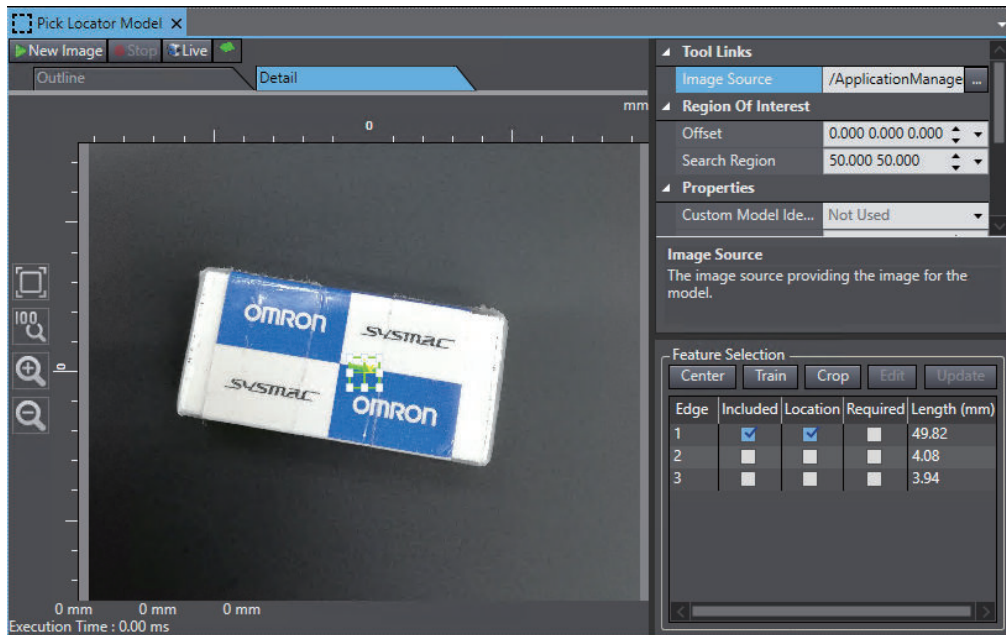 Pick Locator Model
New Image Stop Live
Outline Detail
mm
0
0
OMRON
sysmac
sysmac
OMRON
100
0 mm 0 mm 0 mm
Execution Time : 0.00 ms
Tool Links
Image Source /ApplicationManage ...
Region Of Interest
Offset 0.000 0.000 0.000
Search Region 50.000 50.000
Properties
Custom Model Ide... Not Used
Image Source
The image source providing the image for the
model.
Feature Selection
Center Train Crop Edit Update
Edge Included Location Required Length (mm)
1 49.82
2 4.08
3 3.94